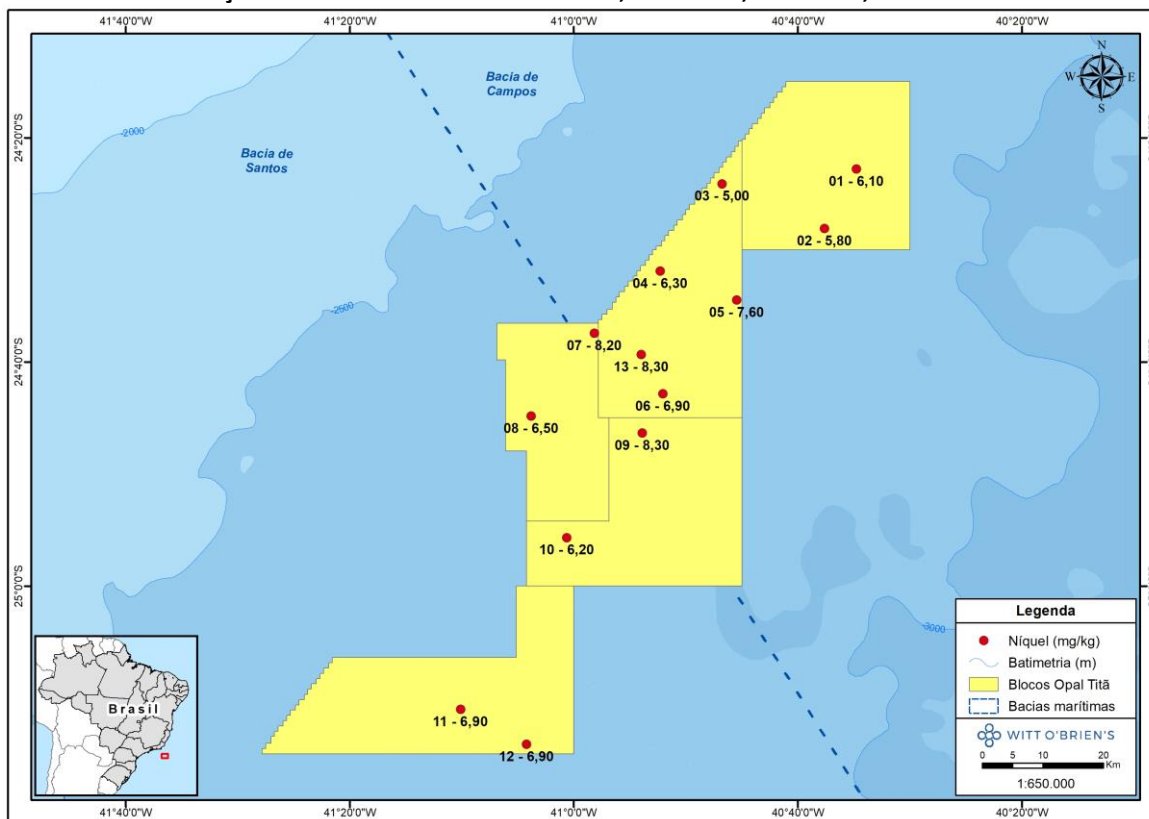 41°40'0"W 41°20'0"W 41°0'0"W 40°40'0"W 40°20'0"W
N
W E
S
Bacia de
Campos
-2000
24°20'0"S
Bacia de
Santos
01 - 6,10
03 - 5,00
02 - 5,80
04 - 6,30
05 - 7,60
-2500
07 - 8,20
24°40'0"S
13 - 8,30
06 - 6,90
08 - 6,50
09 - 8,30
10 - 6,20
25°0'0"S
-3000
11 - 6,90
12 - 6,90
Brasil
Legenda
Níquel (mg/kg)
Batimetria (m)
Blocos Opal Titã
Bacias marítimas
WITT O'BRIEN'S
0 5 10 20
Km
1:650.000
41°40'0"W 41°20'0"W 41°0'0"W 40°40'0"W 40°20'0"W